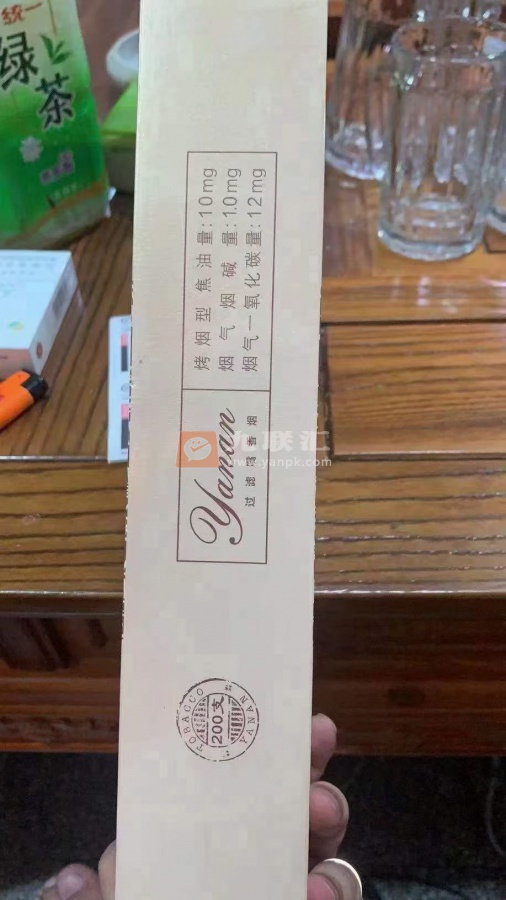 统一
绿
茶
烤烟型 焦油量:10mg
烟气烟碱量:1.0mg
烟气一氧化碳量:12mg
Yanan
过滤嘴香烟
www.yanpk.com
TOBACCO
200支
YANAN